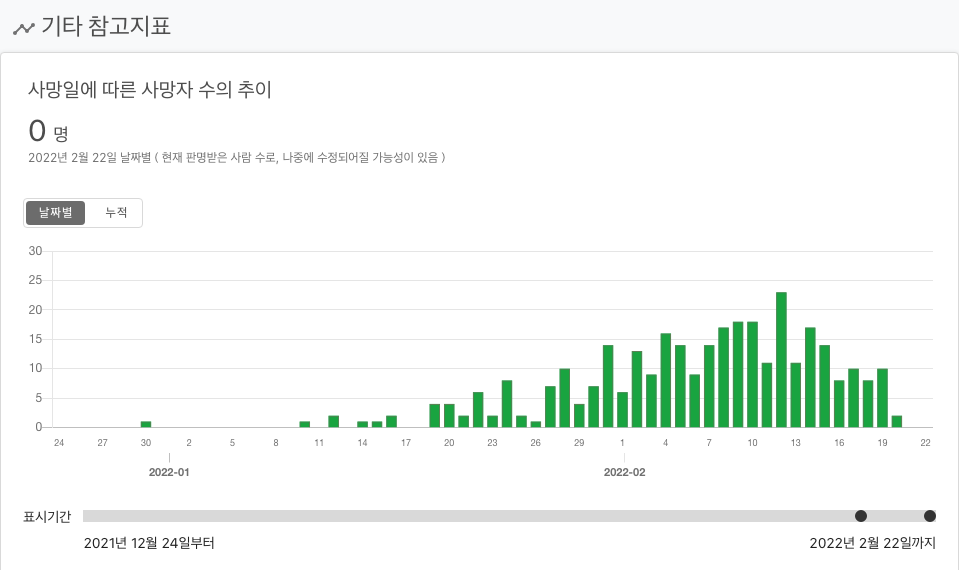 기타 참고지표
사망일에 따른 사망자 수의 추이
0 명
2022년 2월 22일 날짜별 ( 현재 판명받은 사람 수로, 나중에 수정되어질 가능성이 있음 )
날짜별 누적
30
25
20
15
10
5
0
24 27 30 2 5 8 11 14 17 20 23 26 29 1 4 7 10 13 16 19 22
2022-01 2022-02
표시기간
2021년 12월 24일부터 2022년 2월 22일까지